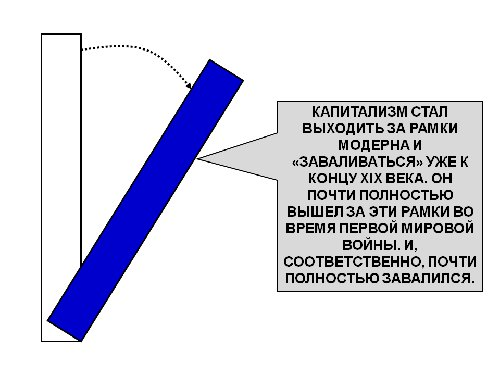 КАПИТАЛИЗМ СТАЛ
ВЫХОДИТЬ ЗА РАМКИ
МОДЕРНА И
«ЗАВАЛИВАТЬСЯ» УЖЕ К
КОНЦУ XIX ВЕКА. ОН
ПОЧТИ ПОЛНОСТЬЮ
ВЫШЕЛ ЗА ЭТИ РАМКИ ВО
ВРЕМЯ ПЕРВОЙ МИРОВОЙ
ВОЙНЫ. И,
СООТВЕТСТВЕННО, ПОЧТИ
ПОЛНОСТЬЮ ЗАВАЛИЛСЯ.